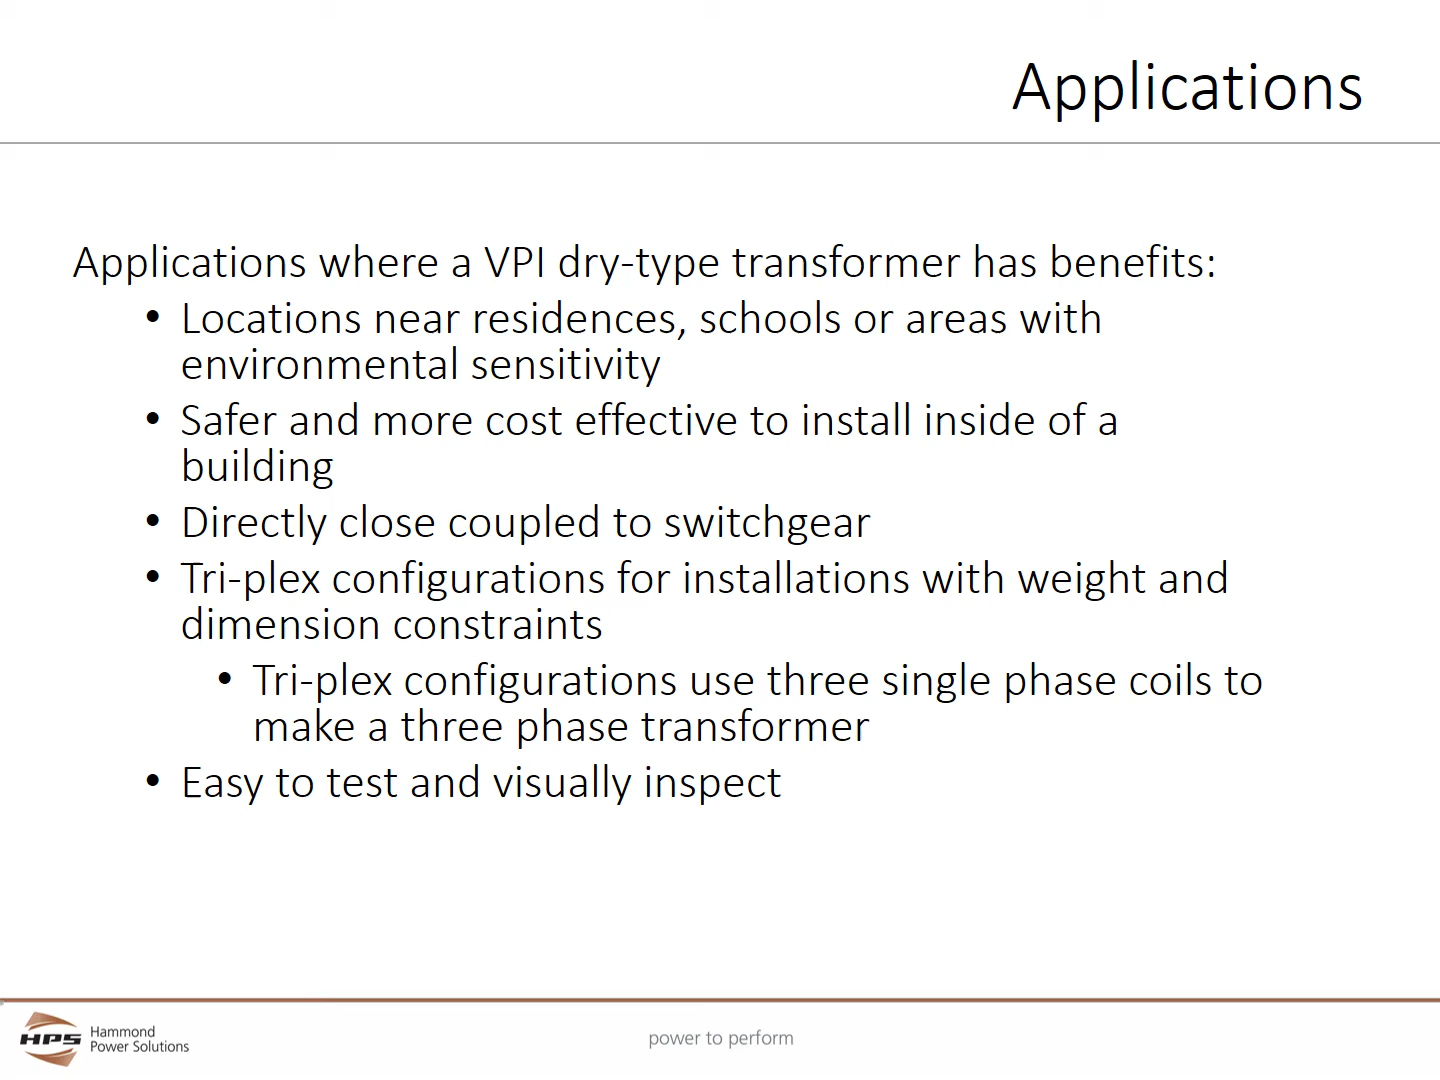 Applications
Applications where a VPI dry-type transformer has benefits:
• Locations near residences, schools or areas with
environmental sensitivity
• Safer and more cost effective to install inside of a
building
• Directly close coupled to switchgear
• Tri-plex configurations for installations with weight and
dimension constraints
• Tri-plex configurations use three single phase coils to
make a three phase transformer
• Easy to test and visually inspect
HPS
Hammond
Power Solutions
power to perform